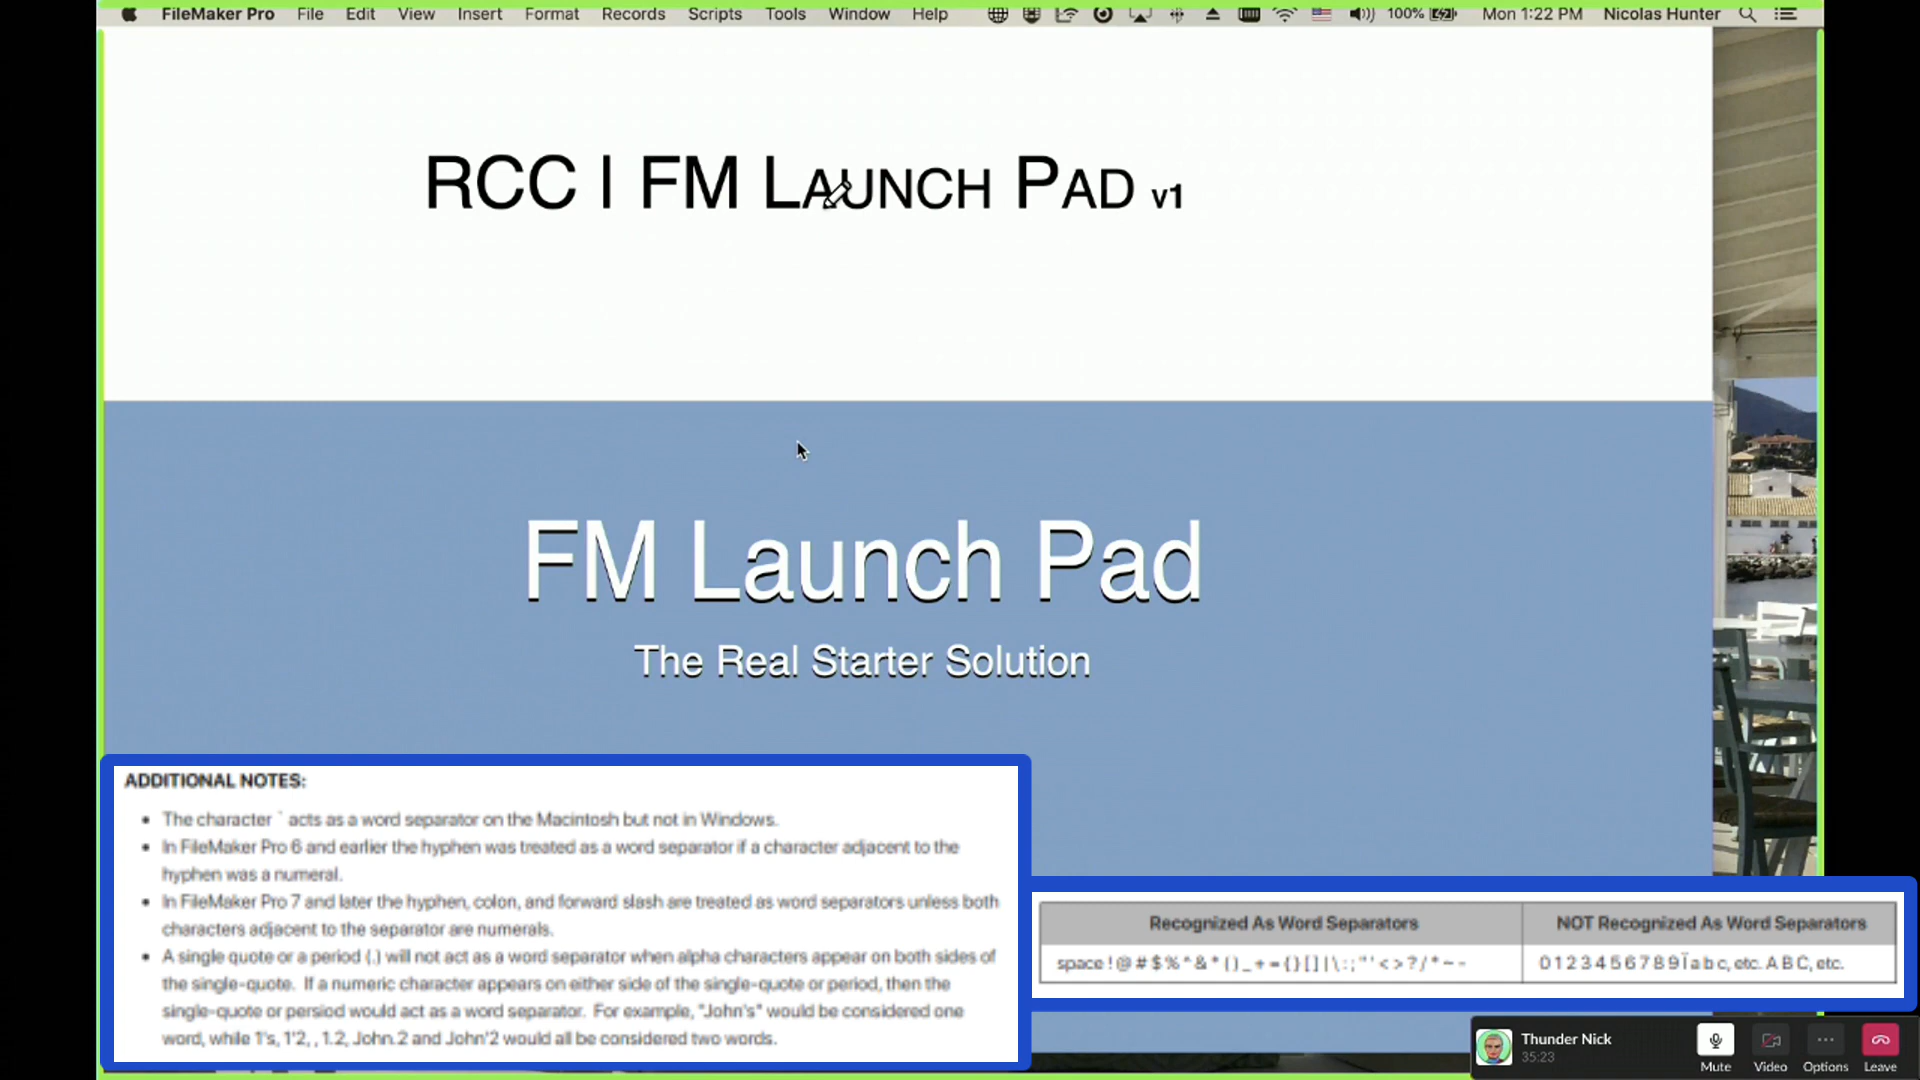 FileMaker Pro File Edit View Insert Format Records Scripts Tools Window Help 100% Mon 1:22 PM Nicolas Hunter
RCC | FM LAUNCH PAD v1
FM Launch Pad
The Real Starter Solution
ADDITIONAL NOTES:
• The character ` acts as a word separator on the Macintosh but not in Windows.
• In FileMaker Pro 6 and earlier the hyphen was treated as a word separator if a character adjacent to the
hyphen was a numeral.
• In FileMaker Pro 7 and later the hyphen, colon, and forward slash are treated as word separators unless both
characters adjacent to the separator are numerals.
• A single quote or a period (.) will not act as a word separator when alpha characters appear on both sides of
the single-quote. If a numeric character appears on either side of the single-quote or period, then the
single-quote or persiod would act as a word separator. For example, "John's" would be considered one
word, while 1's, 1'2, , 1.2, John.2 and John'2 would all be considered two words.
Recognized As Word Separators NOT Recognized As Word Separators
space ! @ # $ % ^ & * ( ) _ + = { } [ ] | \ : ; " ' < > ? / * ~ - 0 1 2 3 4 5 6 7 8 9 a b c, etc. A B C, etc.
Thunder Nick
35:23
Mute Video Options Leave